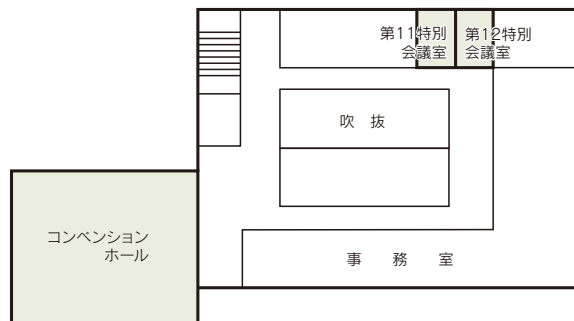 第11特別
会議室
第12特別
会議室
吹 抜
コンベンション
ホール
事 務 室